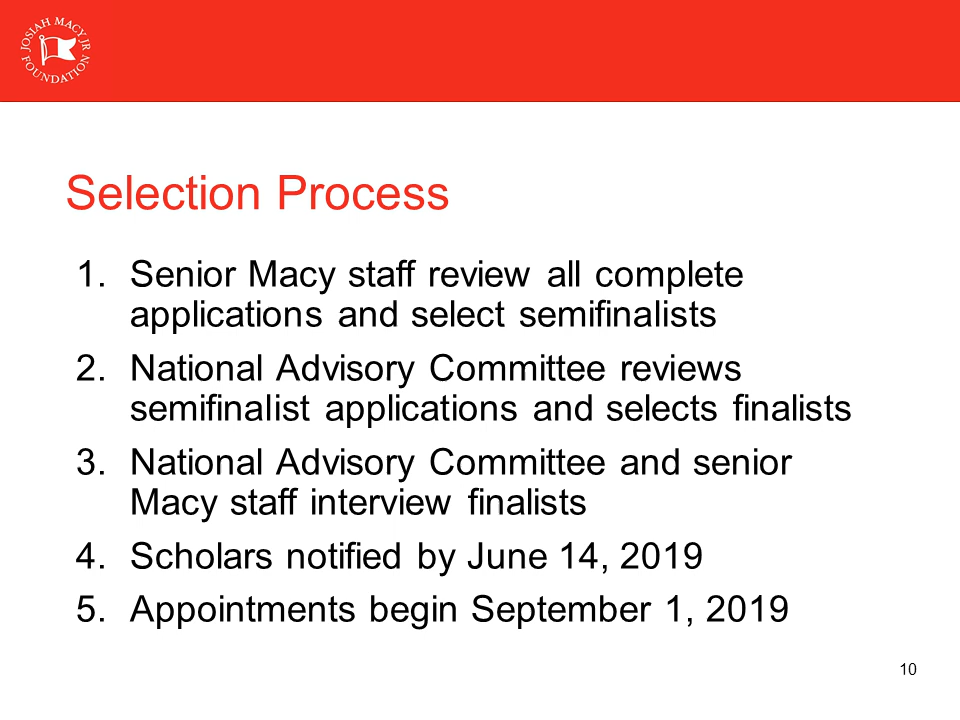 JOSIAH MACY JR
FOUNDATION
Selection Process
1. Senior Macy staff review all complete
applications and select semifinalists
2. National Advisory Committee reviews
semifinalist applications and selects finalists
3. National Advisory Committee and senior
Macy staff interview finalists
4. Scholars notified by June 14, 2019
5. Appointments begin September 1, 2019
10